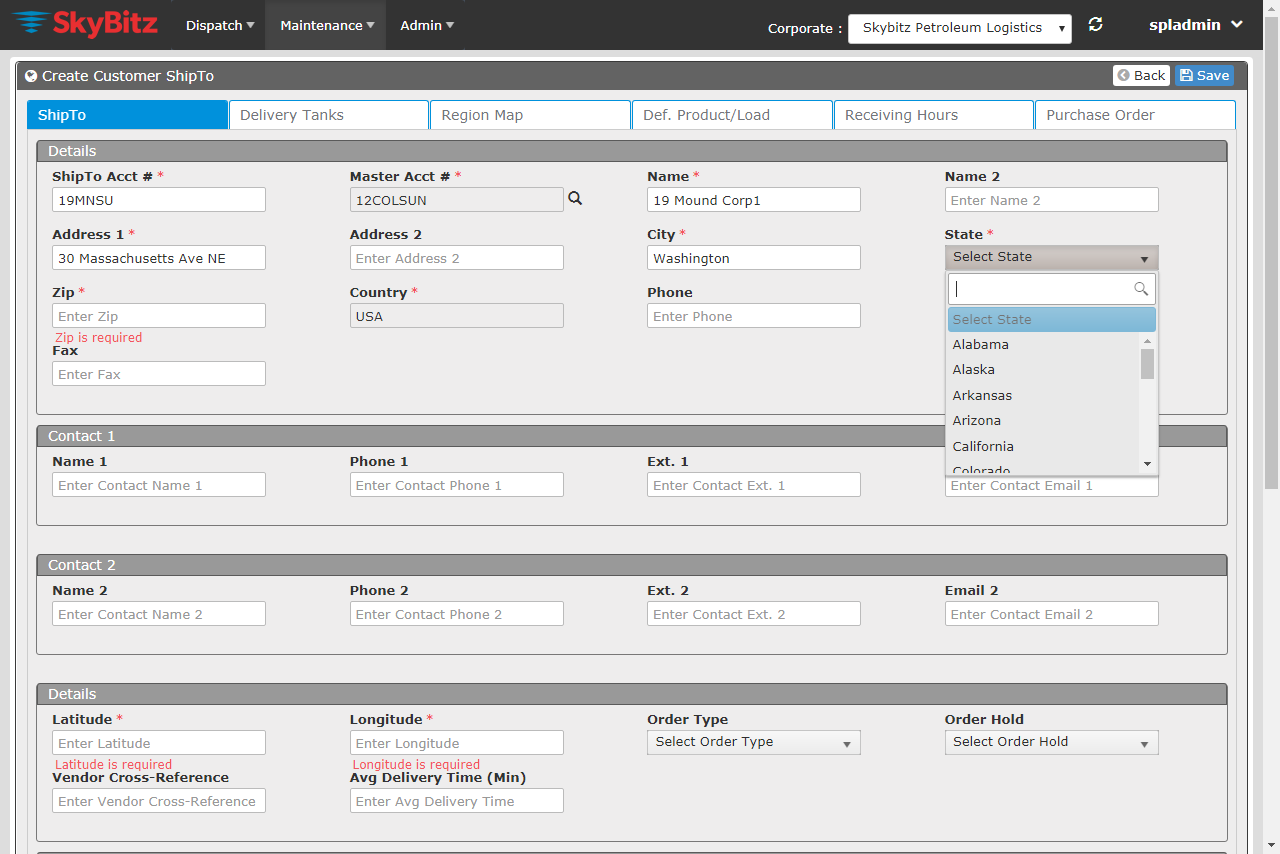 SkyBitz Dispatch Maintenance Admin Corporate : Skybitz Petroleum Logistics spladmin
Create Customer ShipTo Back Save
ShipTo Delivery Tanks Region Map Def. Product/Load Receiving Hours Purchase Order
Details
ShipTo Acct # * Master Acct # * Name * Name 2
19MNSU 12COLSUN 19 Mound Corp1 Enter Name 2
Address 1 * Address 2 City * State *
30 Massachusetts Ave NE Enter Address 2 Washington Select State
Zip * Country * Phone
Enter Zip USA Enter Phone
Select State
Zip is required
Fax
Enter Fax
Alabama
Alaska
Arkansas
Arizona
California
Colorado
Contact 1
Name 1 Phone 1 Ext. 1
Enter Contact Name 1 Enter Contact Phone 1 Enter Contact Ext. 1 Enter Contact Email 1
Contact 2
Name 2 Phone 2 Ext. 2 Email 2
Enter Contact Name 2 Enter Contact Phone 2 Enter Contact Ext. 2 Enter Contact Email 2
Details
Latitude * Longitude * Order Type Order Hold
Enter Latitude Enter Longitude Select Order Type Select Order Hold
Latitude is required Longitude is required
Vendor Cross-Reference Avg Delivery Time (Min)
Enter Vendor Cross-Reference Enter Avg Delivery Time